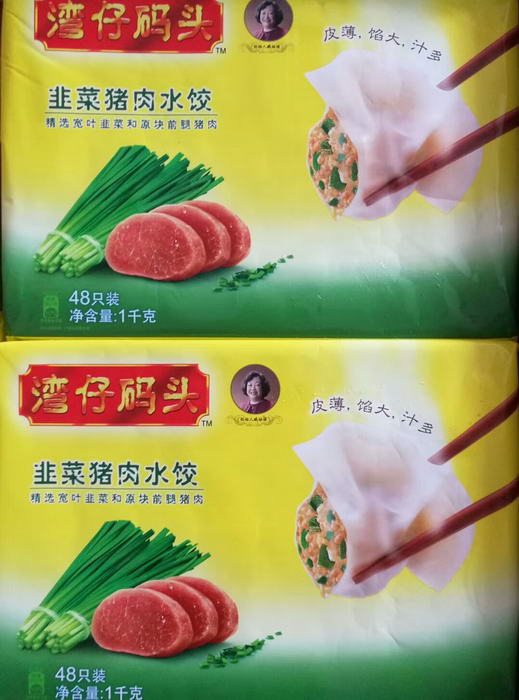 湾仔码头
TM
皮薄,馅大,汁多
韭菜猪肉水饺
精选宽叶韭菜和原块前腿猪肉
48只装
净含量:1千克
湾仔码头
TM
皮薄,馅大,汁多
韭菜猪肉水饺
精选宽叶韭菜和原块前腿猪肉
48只装
净含量:1千克